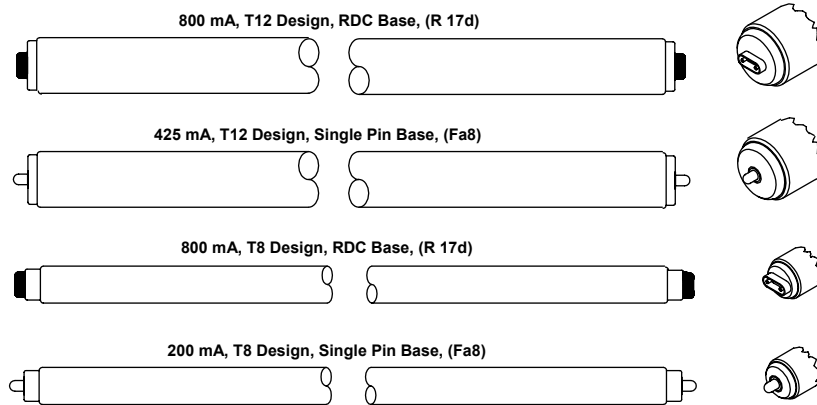 800 mA, T12 Design, RDC Base, (R 17d)
425 mA, T12 Design, Single Pin Base, (Fa8)
800 mA, T8 Design, RDC Base, (R 17d)
200 mA, T8 Design, Single Pin Base, (Fa8)